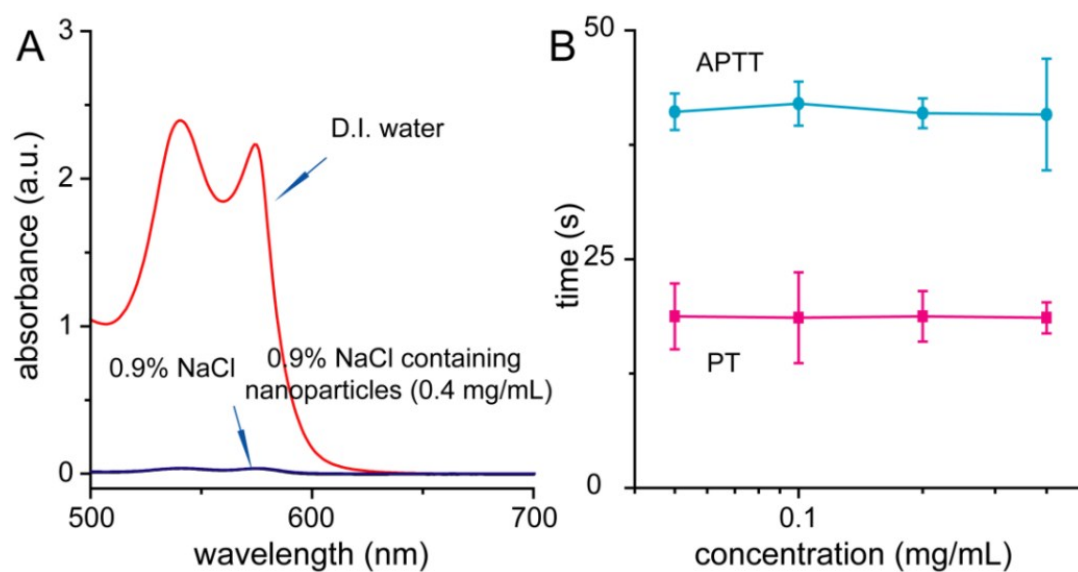 A
3
2
1
0
absorbance (a.u.)
D.I. water
0.9% NaCl
0.9% NaCl containing
nanoparticles (0.4 mg/mL)
500
600
700
wavelength (nm)
B
50
25
0
time (s)
APTT
PT
0.1
concentration (mg/mL)